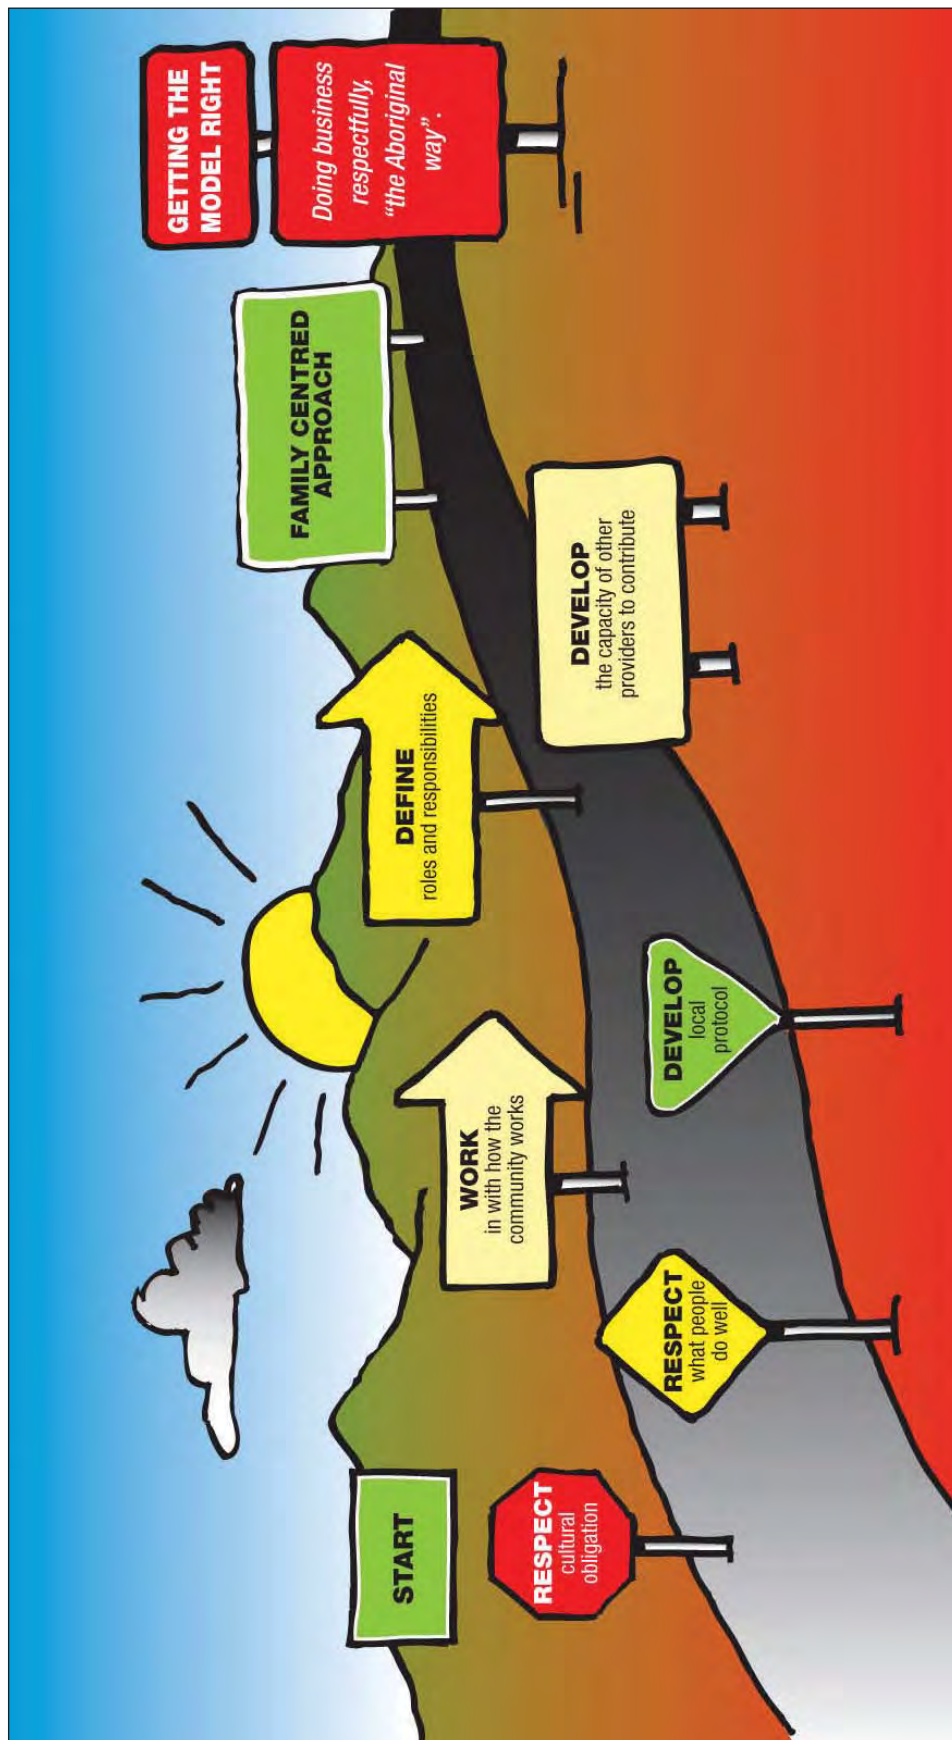 START
RESPECT
cultural
obligation
RESPECT
what people
do well
WORK
in with how the
community works
DEVELOP
local
protocol
DEFINE
roles and responsibilities
DEVELOP
the capacity of other
providers to contribute
FAMILY CENTRED
APPROACH
GETTING THE
MODEL RIGHT
Doing business
respectfully,
“the Aboriginal
way”.